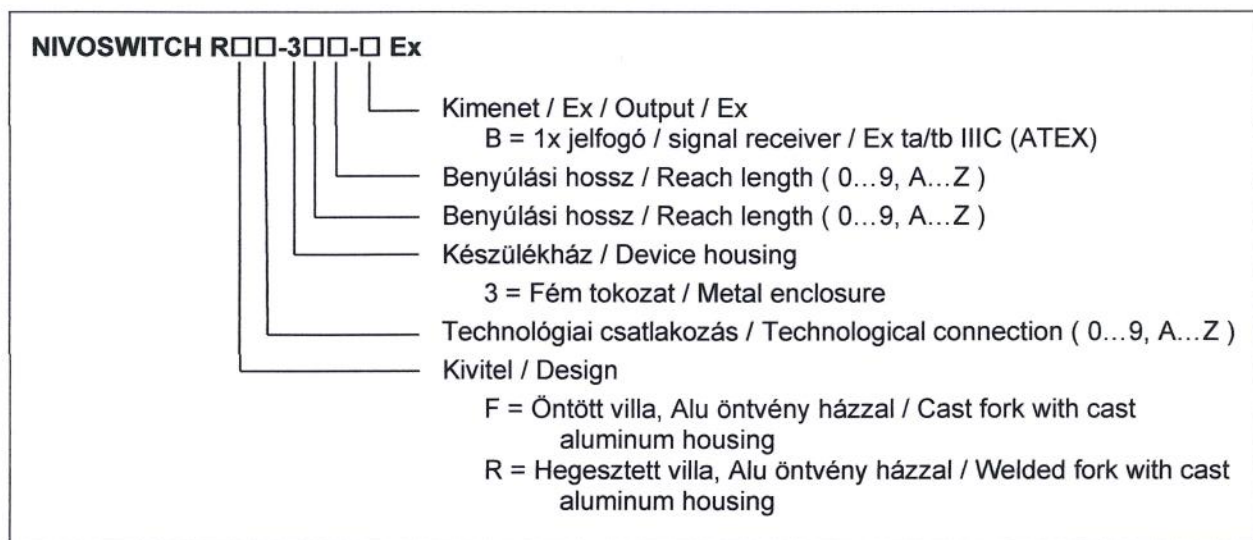 NIVOSWITCH R□□-3□□-□ Ex
Kimenet / Ex / Output / Ex
B = 1x jelfogó / signal receiver / Ex ta/tb IIIC (ATEX)
Benyúlási hossz / Reach length ( 0…9, A…Z )
Benyúlási hossz / Reach length ( 0…9, A…Z )
Készülékház / Device housing
3 = Fém tokozat / Metal enclosure
Technológiai csatlakozás / Technological connection ( 0…9, A…Z )
Kivitel / Design
F = Öntött villa, Alu öntvény házzal / Cast fork with cast
aluminum housing
R = Hegesztett villa, Alu öntvény házzal / Welded fork with cast
aluminum housing